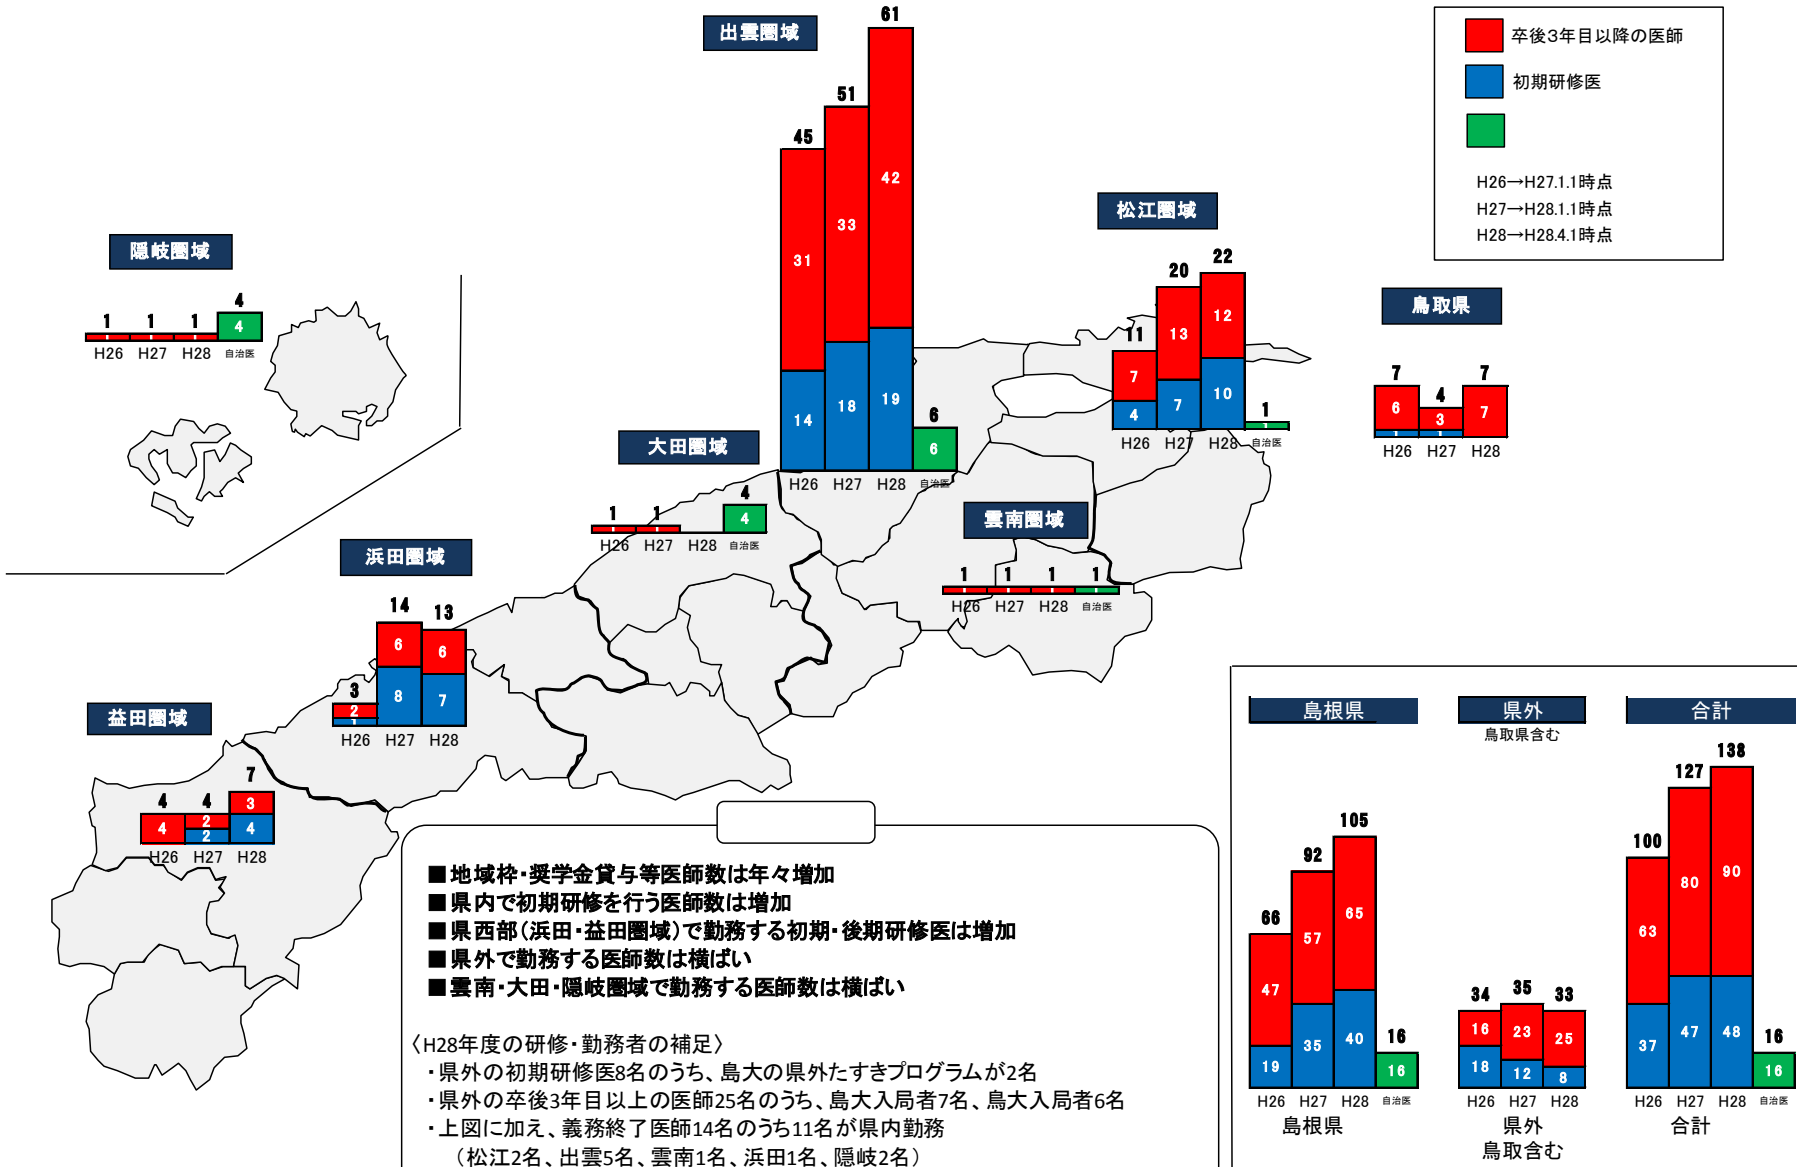 出雲圏域
61
51
45
42
33
31
19
18
14
6
6
H26 H27 H28 自治医
卒後3年目以降の医師
初期研修医
H26→H27.1.1時点
H27→H28.1.1時点
H28→H28.4.1時点
松江圏域
22
20
11
12
13
7
10
7
4
1
1
H26 H27 H28 自治医
鳥取県
7 4 7
6 3 7
1 1
H26 H27 H28
隠岐圏域
1 1 1 4
1 1 1 4
H26 H27 H28 自治医
大田圏域
1 1 4
1 1 4
H26 H27 H28 自治医
雲南圏域
1 1 1 1
1 1 1 1
H26 H27 H28 自治医
浜田圏域
14 13
3
6 6
2
8 7
1
H26 H27 H28
益田圏域
7
4 4
3
4 2
2 4
H26 H27 H28
■地域枠・奨学金貸与等医師数は年々増加
■県内で初期研修を行う医師数は増加
■県西部(浜田・益田圏域)で勤務する初期・後期研修医は増加
■県外で勤務する医師数は横ばい
■雲南・大田・隠岐圏域で勤務する医師数は横ばい
〈H28年度の研修・勤務者の補足〉
・県外の初期研修医8名のうち、島大の県外たすきプログラムが2名
・県外の卒後3年目以上の医師25名のうち、島大入局者7名、鳥大入局者6名
・上図に加え、義務終了医師14名のうち11名が県内勤務
（松江2名、出雲5名、雲南1名、浜田1名、隠岐2名）
島根県
105
92
66
65
57
47
40
35
19
16
16
H26 H27 H28 自治医
島根県
県外
鳥取県含む
34 35 33
16 23 25
18 12 8
H26 H27 H28
県外
鳥取含む
合計
138
127
100
90
80
63
48
47
37
16
16
H26 H27 H28 自治医
合計